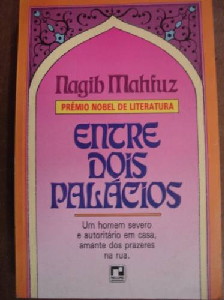 Nagib Mahfuz
PRÊMIO NOBEL DE LITERATURA
ENTRE
DOIS
PALÁCIOS
Um homem severo
e autoritário em casa,
amante dos prazeres
na rua.